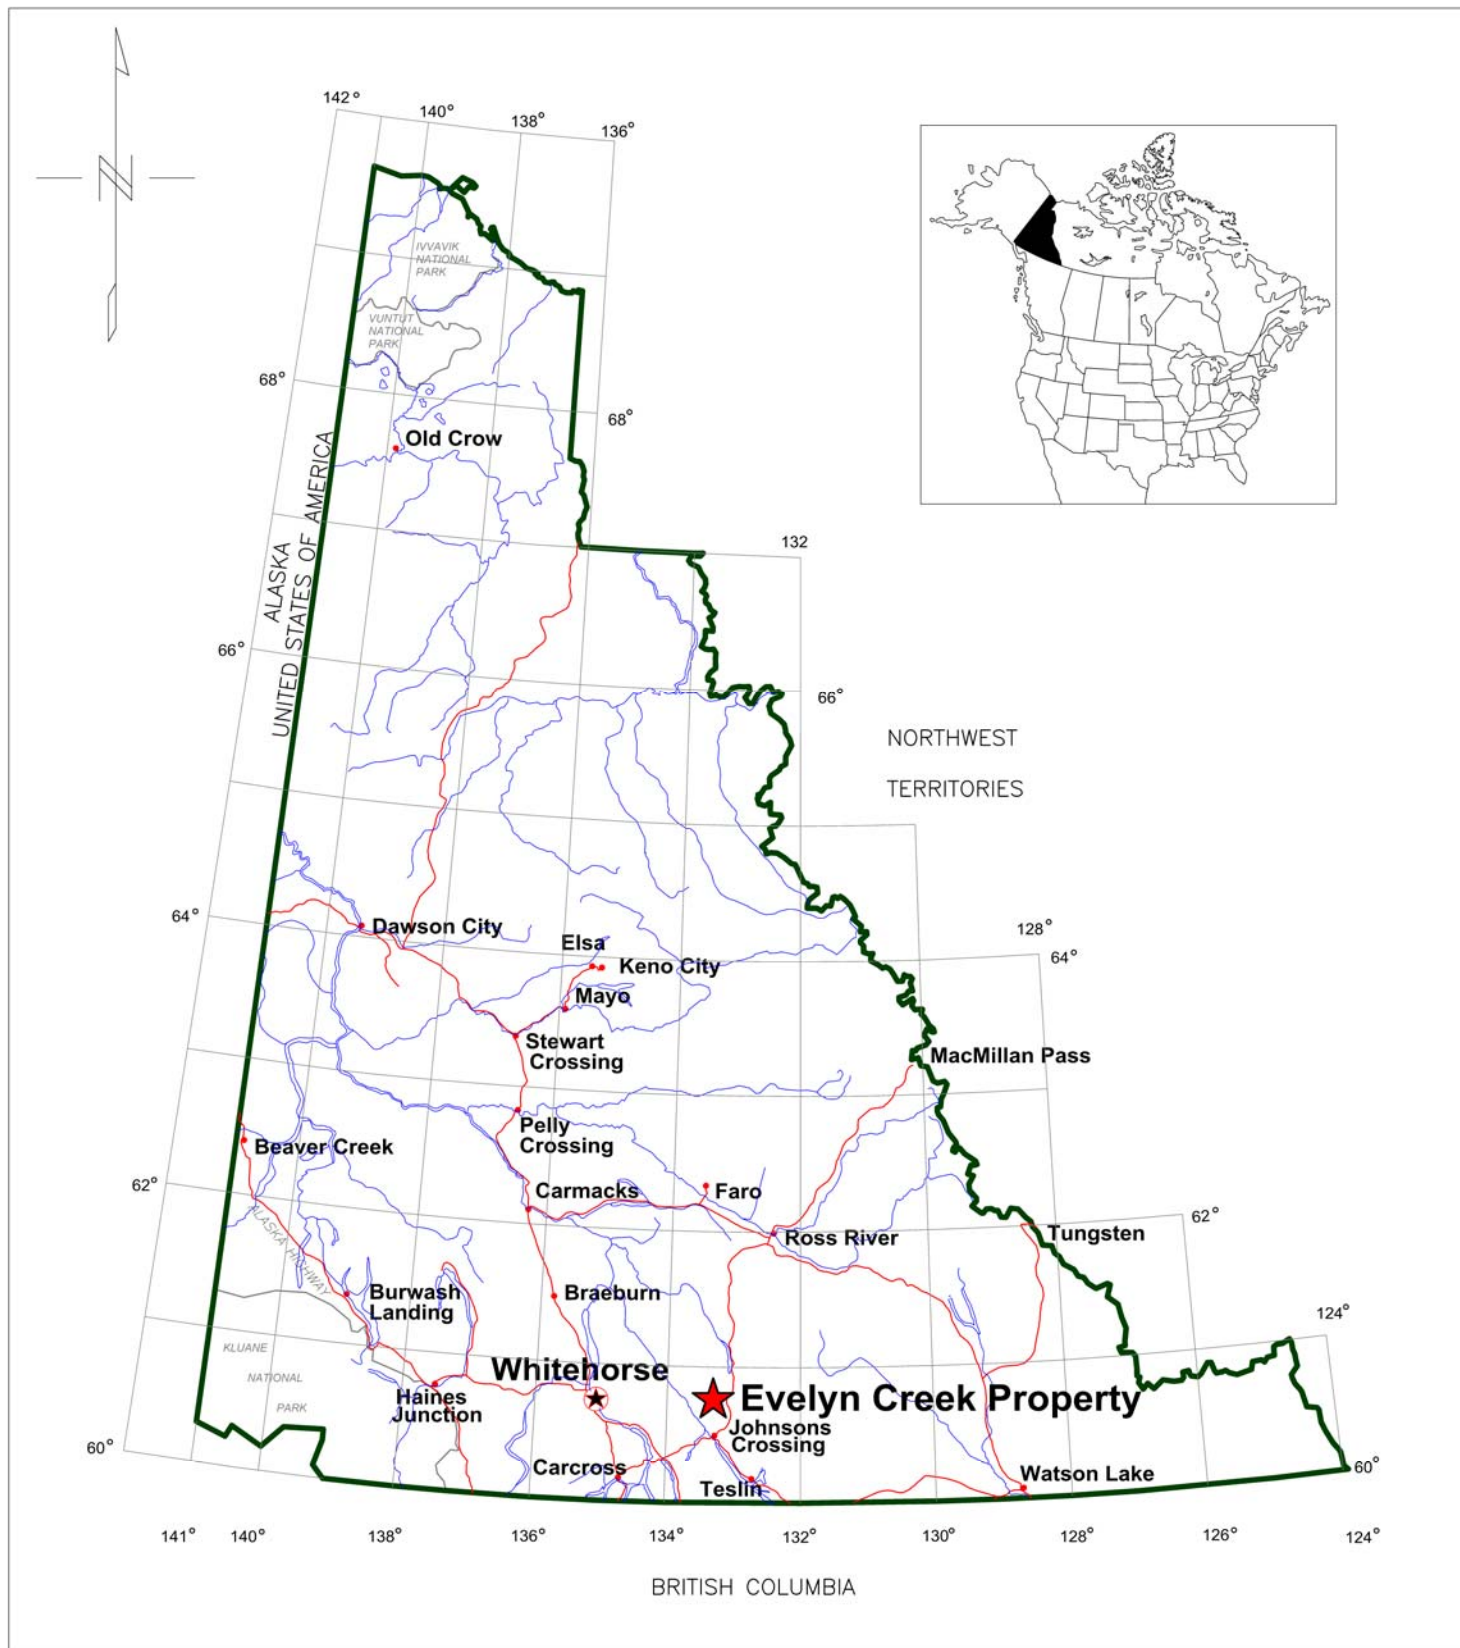 142°
140°
138°
136°
N
IVVAVIK
NATIONAL
PARK
VUNTUT
NATIONAL
PARK
68°
68°
Old Crow
ALASKA
UNITED STATES OF AMERICA
132
66°
66°
NORTHWEST
TERRITORIES
64°
Dawson City
128°
64°
Elsa
Keno City
Mayo
Stewart
Crossing
MacMillan Pass
Pelly
Crossing
Beaver Creek
62°
Carmacks
Faro
62°
ALASKA HIGHWAY
Ross River
Tungsten
Burwash
Landing
Braeburn
124°
KLUANE
NATIONAL
PARK
Whitehorse
Haines
Junction
Evelyn Creek Property
Johnsons
Crossing
60°
Carcross
Teslin
Watson Lake
60°
141°
140°
138°
136°
134°
132°
130°
128°
126°
124°
BRITISH COLUMBIA